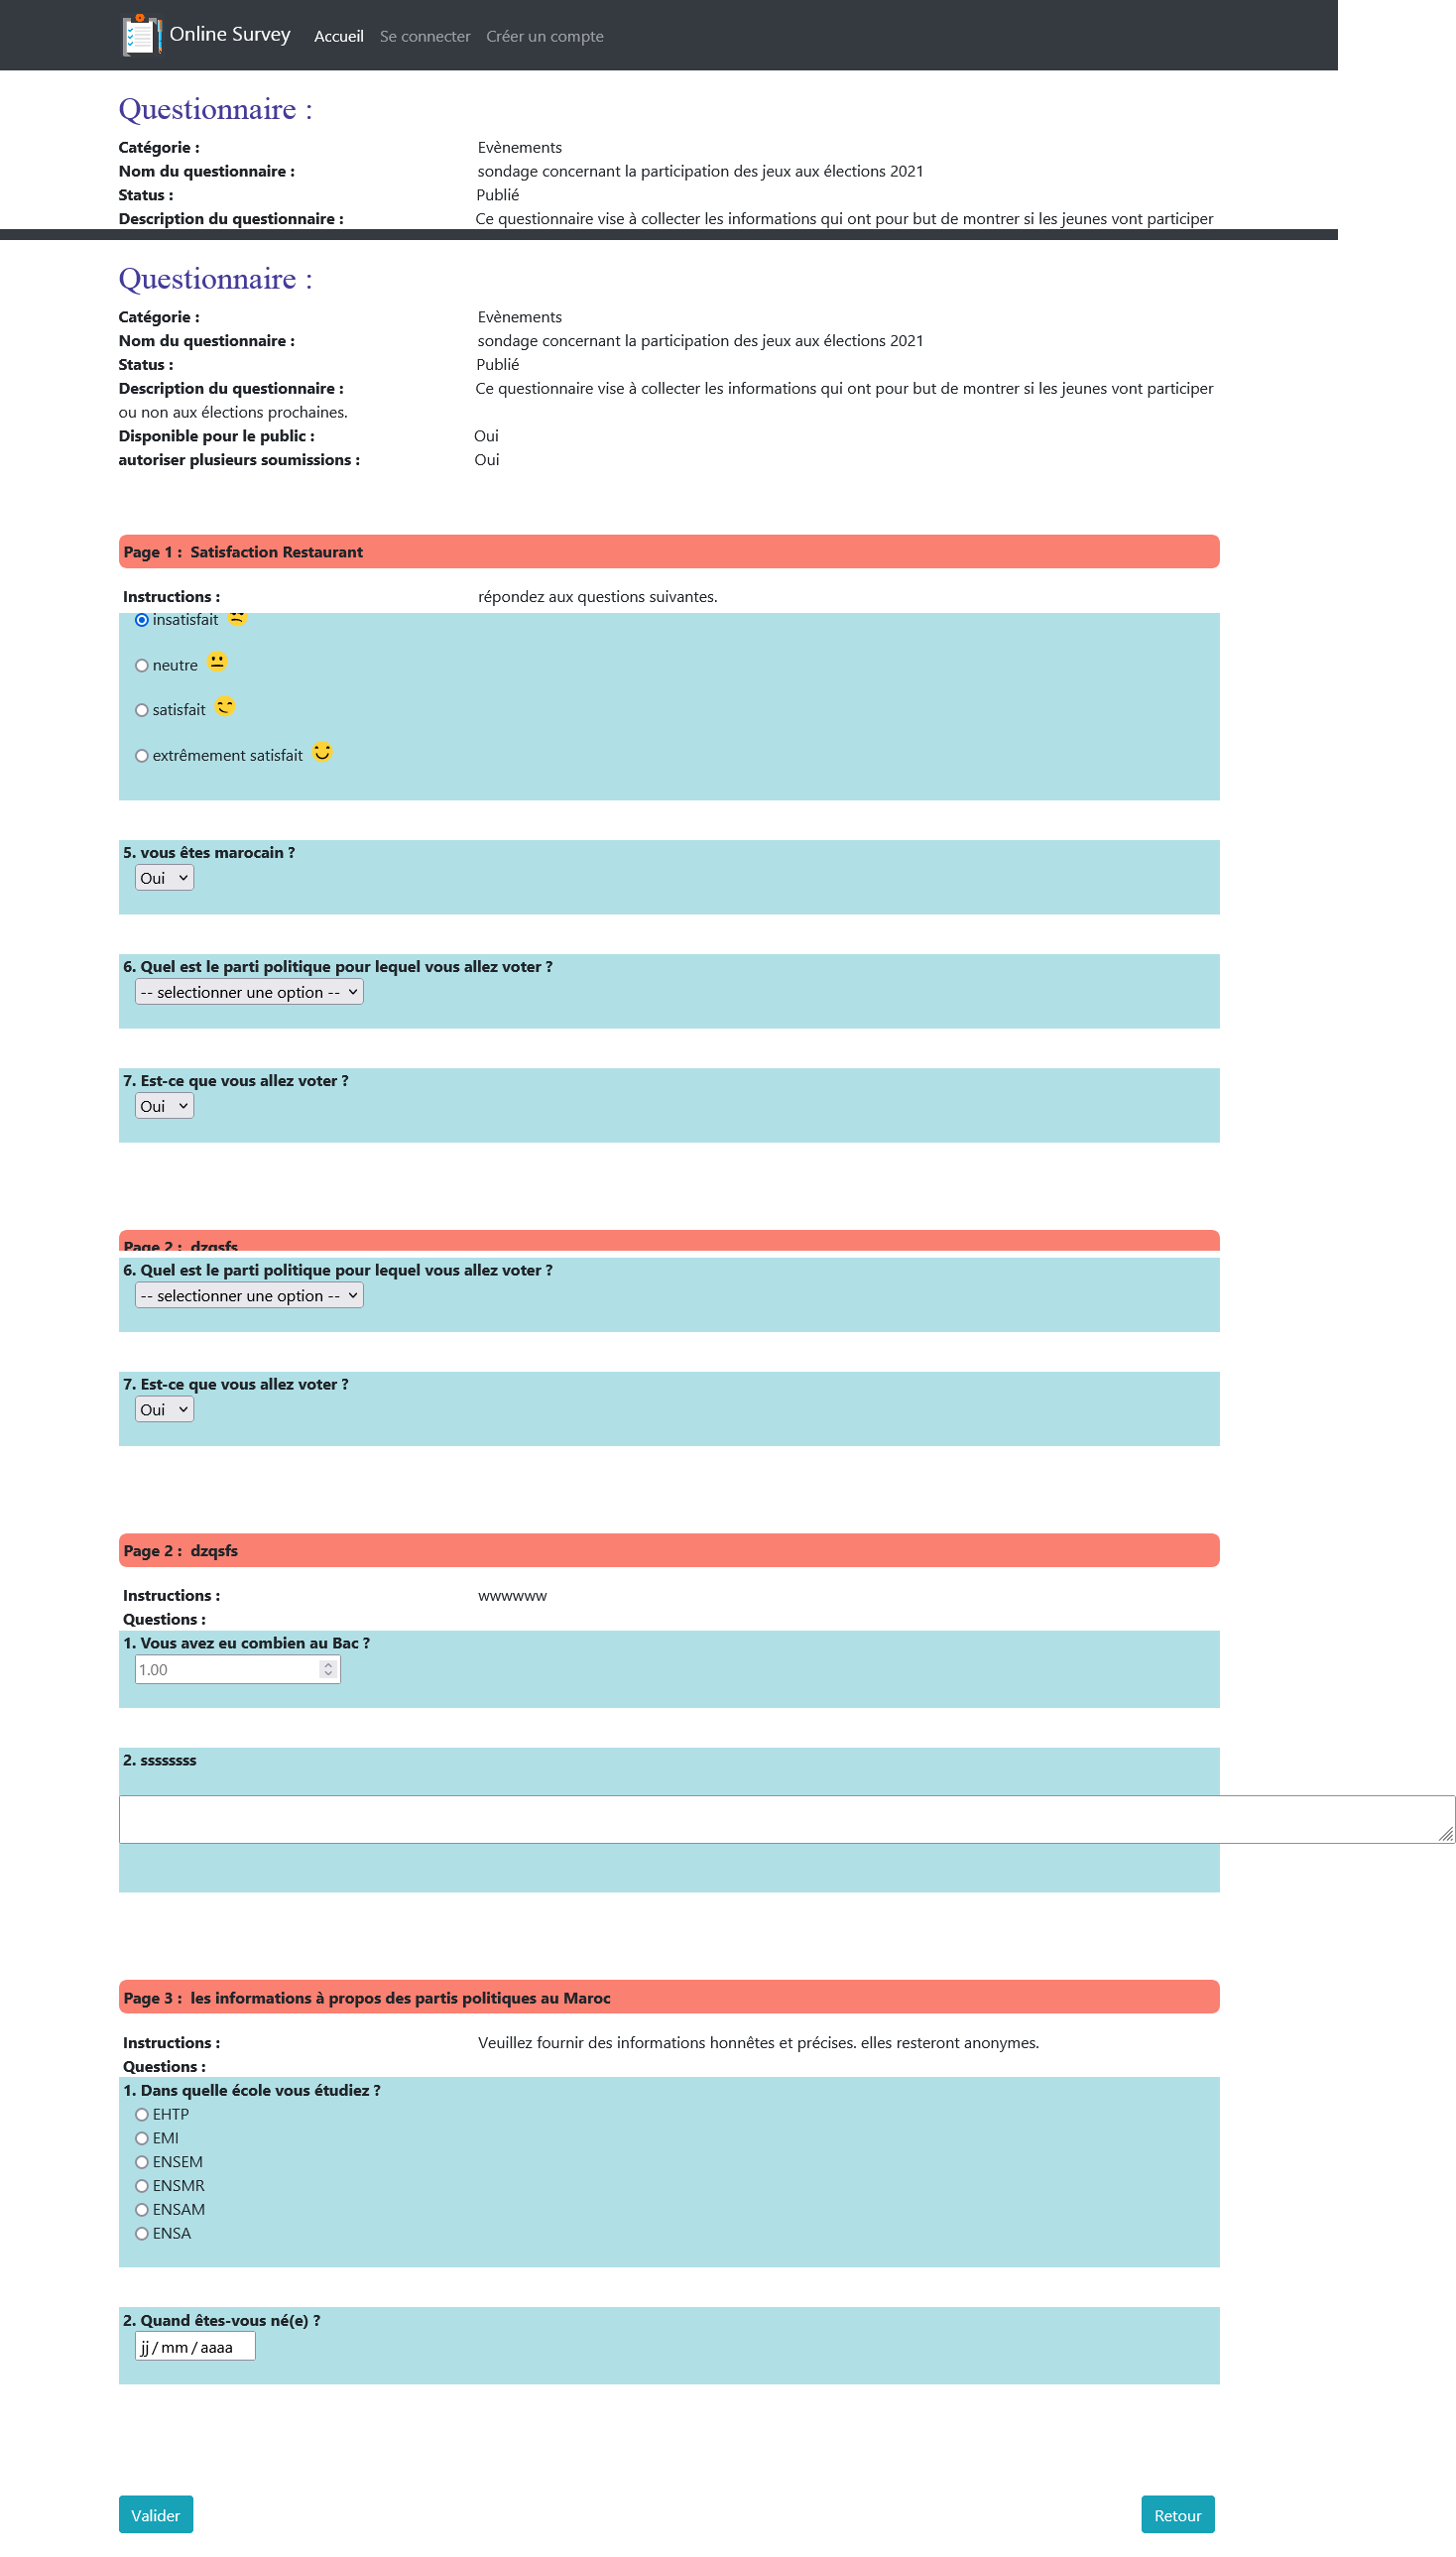 Online Survey Accueil Se connecter Créer un compte
Questionnaire :
Catégorie : Evènements
Nom du questionnaire : sondage concernant la participation des jeux aux élections 2021
Status : Publié
Description du questionnaire : Ce questionnaire vise à collecter les informations qui ont pour but de montrer si les jeunes vont participer
Questionnaire :
Catégorie : Evènements
Nom du questionnaire : sondage concernant la participation des jeux aux élections 2021
Status : Publié
Description du questionnaire : Ce questionnaire vise à collecter les informations qui ont pour but de montrer si les jeunes vont participer
ou non aux élections prochaines.
Disponible pour le public : Oui
autoriser plusieurs soumissions : Oui
Page 1 : Satisfaction Restaurant
Instructions : répondez aux questions suivantes.
insatisfait
neutre
satisfait
extrêmement satisfait
5. vous êtes marocain ?
Oui
6. Quel est le parti politique pour lequel vous allez voter ?
-- selectionner une option --
7. Est-ce que vous allez voter ?
Oui
Page 2 : dzqsfs
6. Quel est le parti politique pour lequel vous allez voter ?
-- selectionner une option --
7. Est-ce que vous allez voter ?
Oui
Page 2 : dzqsfs
Instructions : wwwwww
Questions :
1. Vous avez eu combien au Bac ?
1.00
2. ssssssss
Page 3 : les informations à propos des partis politiques au Maroc
Instructions : Veuillez fournir des informations honnêtes et précises. elles resteront anonymes.
Questions :
1. Dans quelle école vous étudiez ?
EHTP
EMI
ENSEM
ENSMR
ENSAM
ENSA
2. Quand êtes-vous né(e) ?
jj/mm/aaaa
Valider Retour